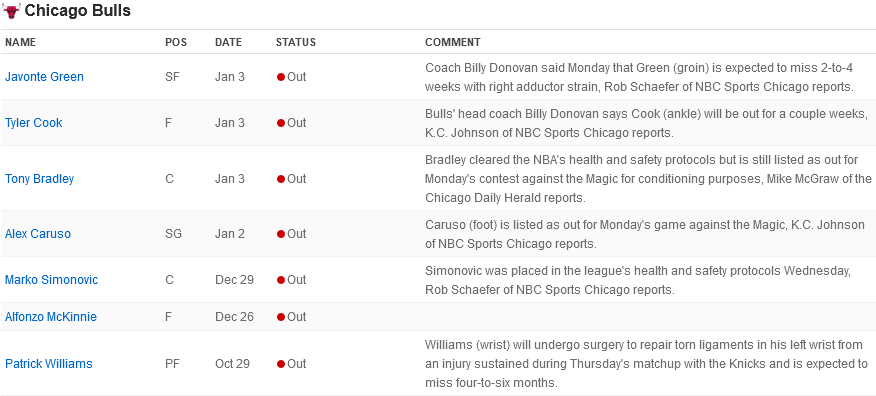 Chicago Bulls
NAME POS DATE STATUS COMMENT
Javonte Green SF Jan 3 Out Coach Billy Donovan said Monday that Green (groin) is expected to miss 2-to-4
weeks with right adductor strain, Rob Schaefer of NBC Sports Chicago reports.
Tyler Cook F Jan 3 Out Bulls' head coach Billy Donovan says Cook (ankle) will be out for a couple weeks,
K.C. Johnson of NBC Sports Chicago reports.
Tony Bradley C Jan 3 Out Bradley cleared the NBA's health and safety protocols but is still listed as out for
Monday's contest against the Magic for conditioning purposes, Mike McGraw of the
Chicago Daily Herald reports.
Alex Caruso SG Jan 2 Out Caruso (foot) is listed as out for Monday's game against the Magic, K.C. Johnson
of NBC Sports Chicago reports.
Marko Simonovic C Dec 29 Out Simonovic was placed in the league's health and safety protocols Wednesday,
Rob Schaefer of NBC Sports Chicago reports.
Alfonzo McKinnie F Dec 26 Out
Patrick Williams PF Oct 29 Out Williams (wrist) will undergo surgery to repair torn ligaments in his left wrist from
an injury sustained during Thursday's matchup with the Knicks and is expected to
miss four-to-six months.